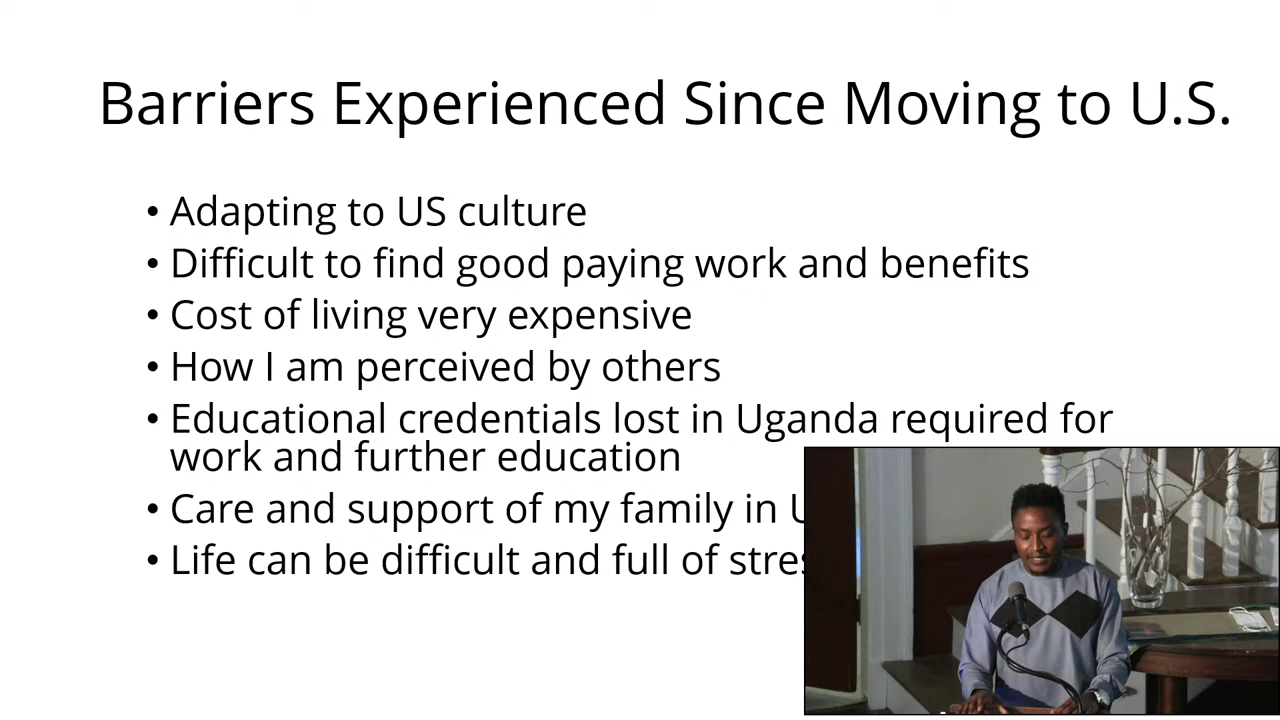 Barriers Experienced Since Moving to U.S.
• Adapting to US culture
• Difficult to find good paying work and benefits
• Cost of living very expensive
• How I am perceived by others
• Educational credentials lost in Uganda required for
work and further education
• Care and support of my family in
• Life can be difficult and full of